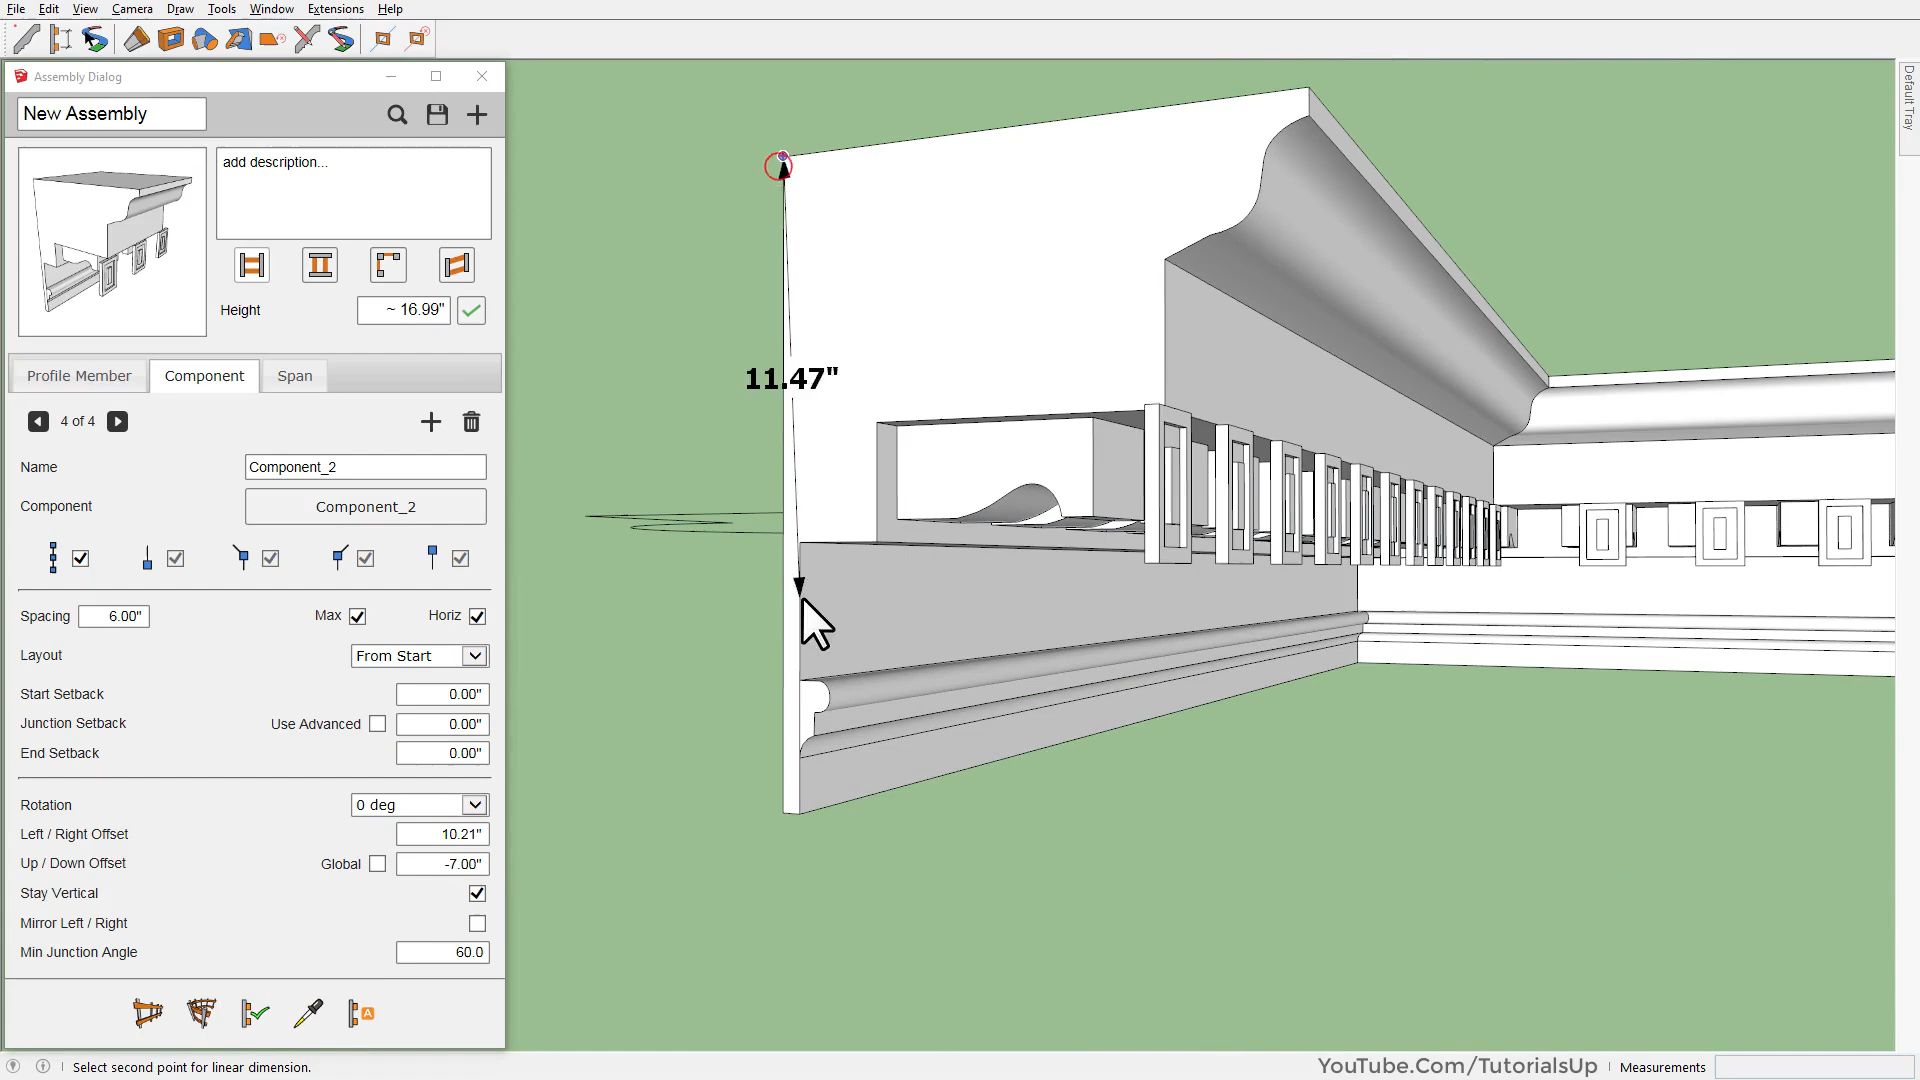 File Edit View Camera Draw Tools Window Extensions Help
Assembly Dialog
New Assembly
add description...
Height ~ 16.99"
Profile Member Component Span
4 of 4
Name Component_2
Component Component_2
Spacing 6.00" Max Horiz
Layout From Start
Start Setback 0.00"
Junction Setback Use Advanced 0.00"
End Setback 0.00"
Rotation 0 deg
Left / Right Offset 10.21"
Up / Down Offset Global -7.00"
Stay Vertical
Mirror Left / Right
Min Junction Angle 60.0
A
11.47"
Default Tray
Select second point for linear dimension.
YouTube.Com/TutorialsUp
Measurements